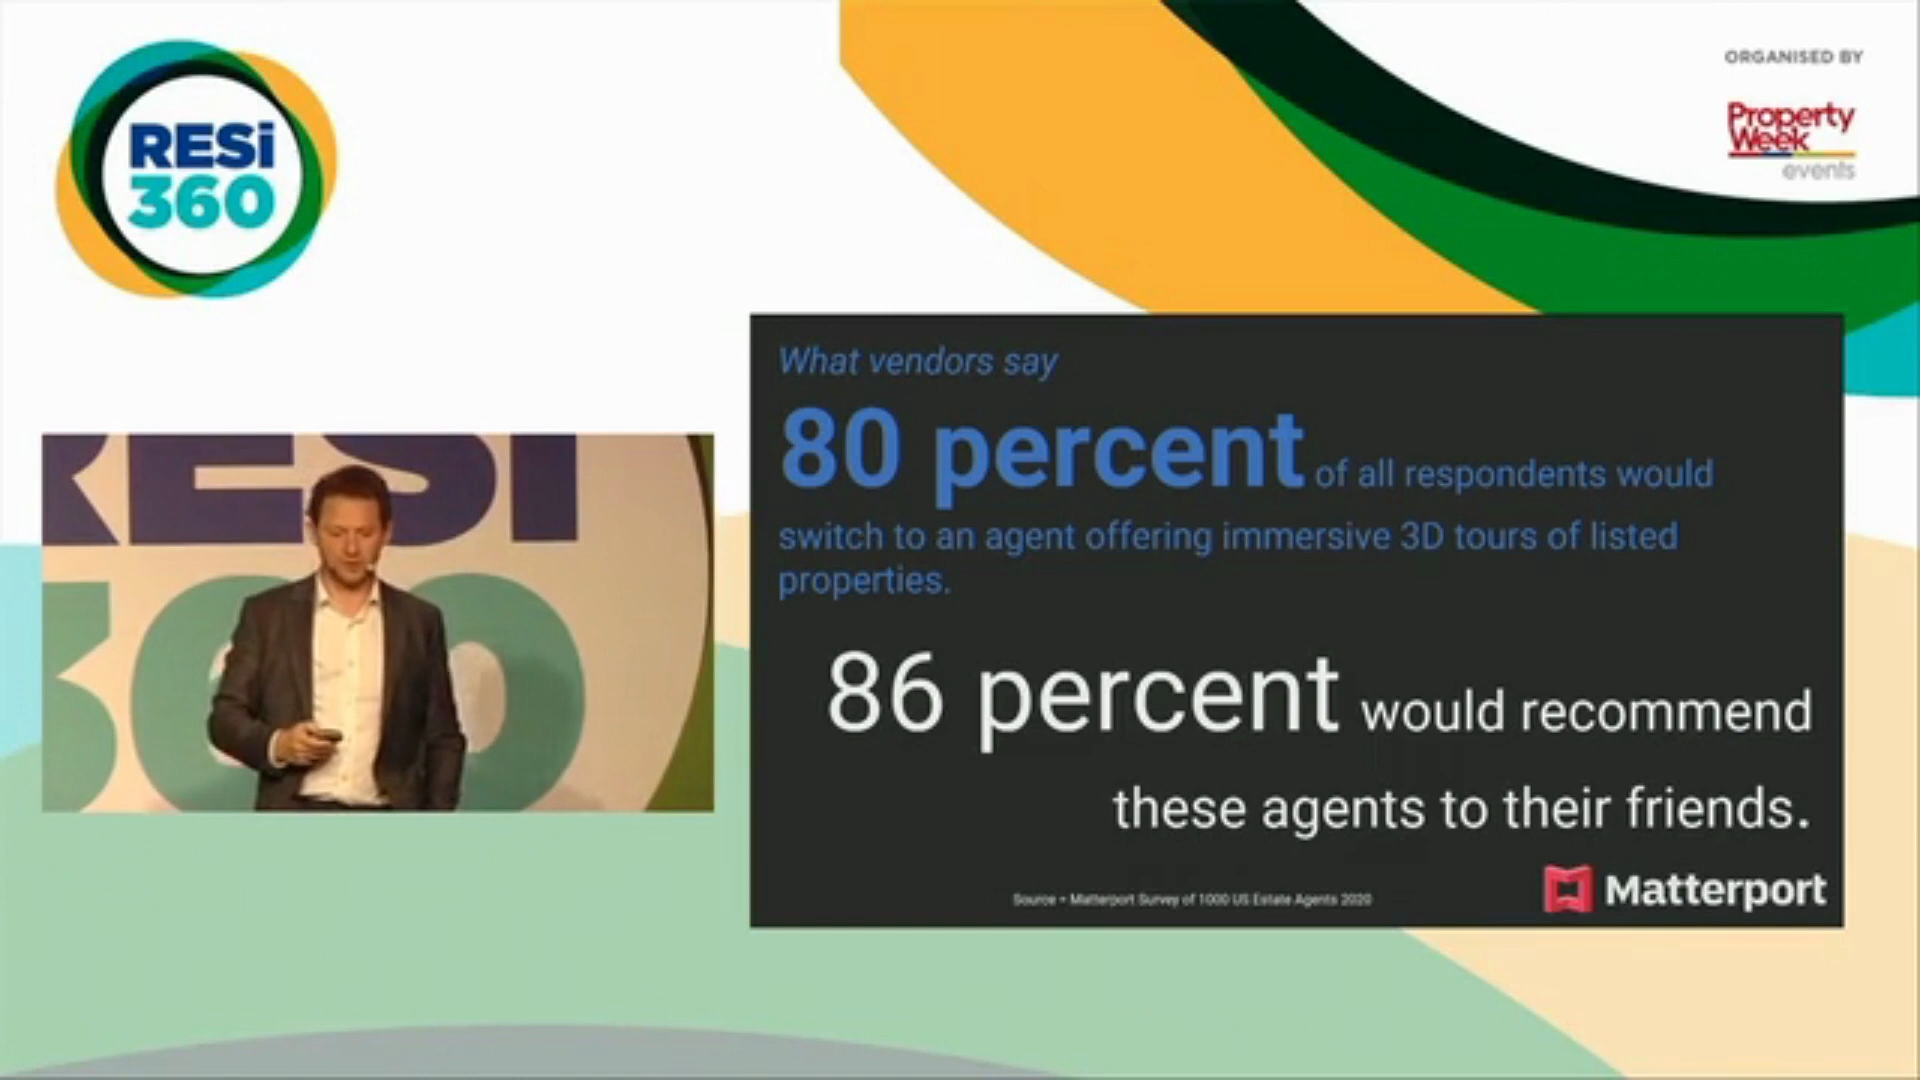 RESi
360
ORGANISED BY
Property
Week
events
RESi
360
What vendors say
80 percent of all respondents would
switch to an agent offering immersive 3D tours of listed
properties.
86 percent would recommend
these agents to their friends.
Source - Matterport Survey of 1000 US Estate Agents 2020
Matterport